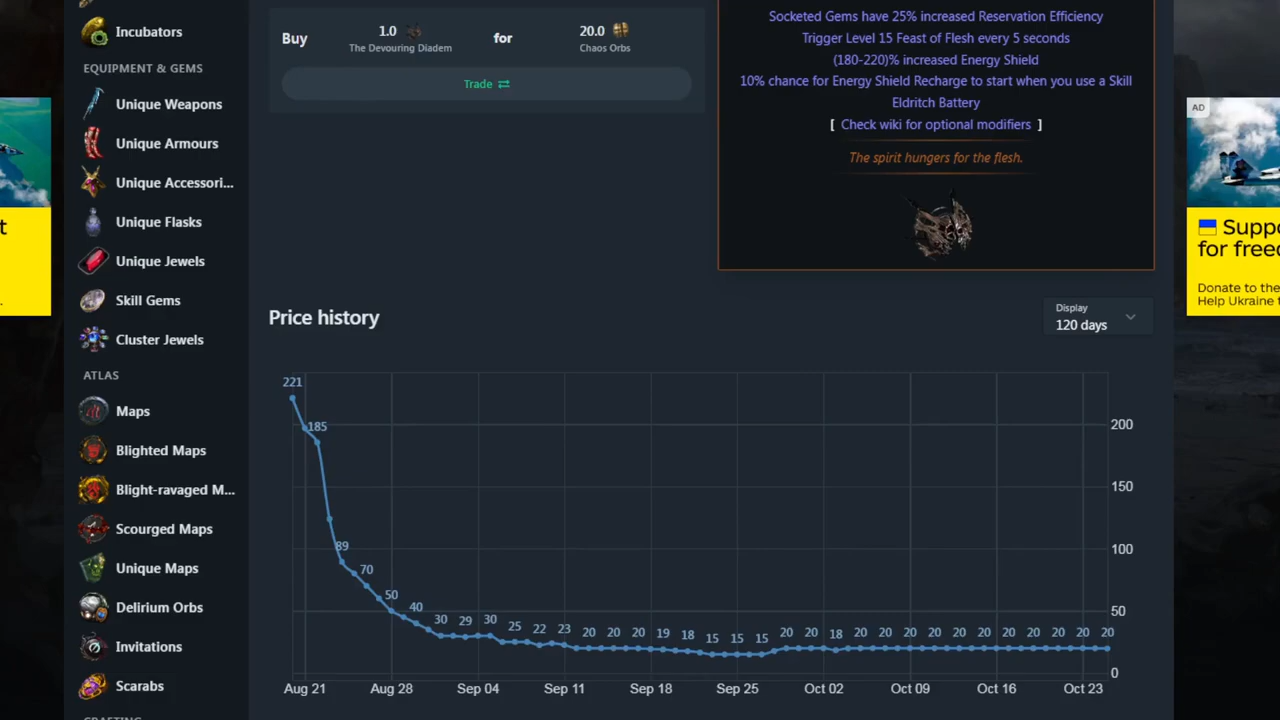 Incubators
EQUIPMENT & GEMS
Unique Weapons
Unique Armours
Unique Accessori...
Unique Flasks
Unique Jewels
Skill Gems
Cluster Jewels
ATLAS
Maps
Blighted Maps
Blight-ravaged M...
Scourged Maps
Unique Maps
Delirium Orbs
Invitations
Scarabs
Buy
1.0
The Devouring Diadem
for
20.0
Chaos Orbs
Trade
Socketed Gems have 25% increased Reservation Efficiency
Trigger Level 15 Feast of Flesh every 5 seconds
(180-220)% increased Energy Shield
10% chance for Energy Shield Recharge to start when you use a Skill
Eldritch Battery
[ Check wiki for optional modifiers ]
The spirit hungers for the flesh.
Price history
Display
120 days
221
185
89
70
50
40
30 29 30 25 22 23 20 20 20 19 18 15 15 15 20 20 18 20 20 20 20 20 20 20 20 20 20 20
200
150
100
50
0
Aug 21 Aug 28 Sep 04 Sep 11 Sep 18 Sep 25 Oct 02 Oct 09 Oct 16 Oct 23
AD
Suppo
for free
Donate to the
Help Ukraine